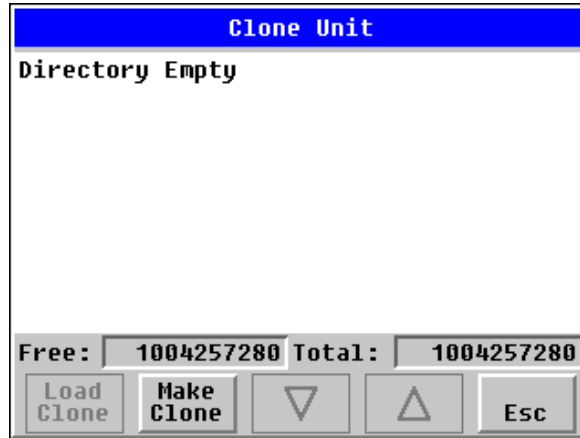 Clone Unit
Directory Empty
Free: 1004257280 Total: 1004257280
Load Clone Make Clone Esc